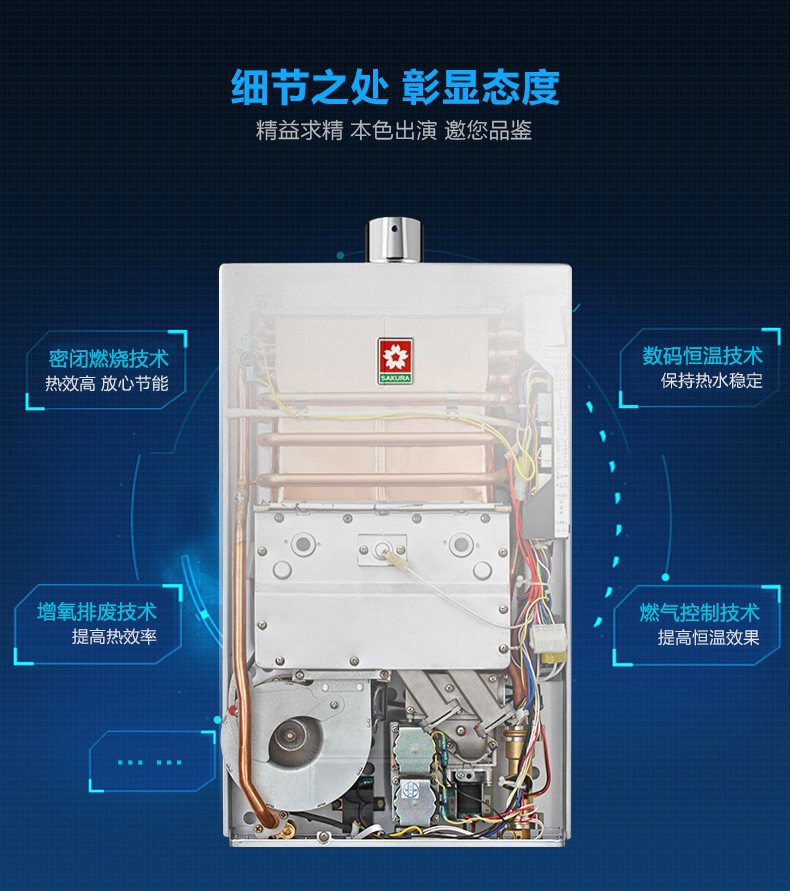 细节之处 彰显态度
精益求精 本色出演 邀您品鉴
SAKURA
密闭燃烧技术
热效高 放心节能
数码恒温技术
保持热水稳定
增氧排废技术
提高热效率
燃气控制技术
提高恒温效果
... ...